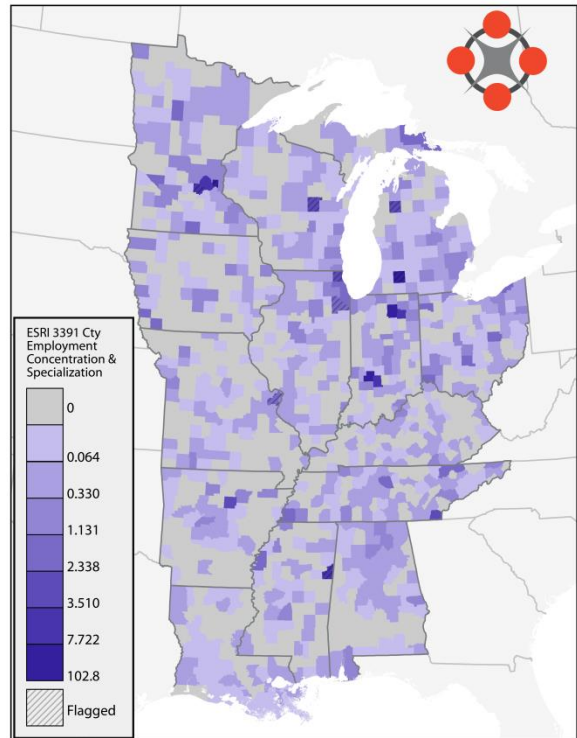 ESRI 3391 Cty
Employment
Concentration &
Specialization
0
0.064
0.330
1.131
2.338
3.510
7.722
102.8
Flagged